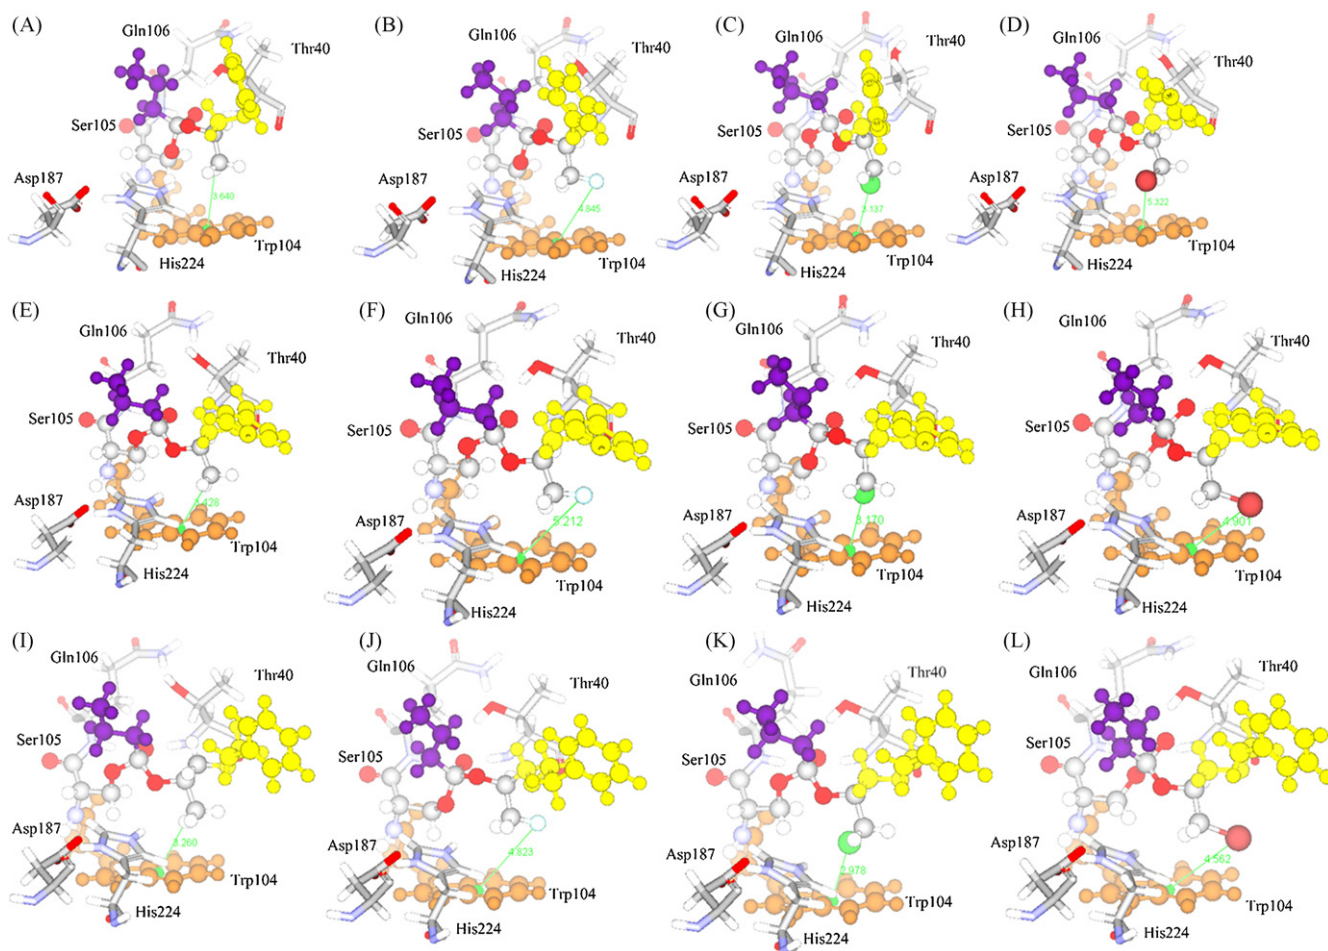 (A)
Gln106
Thr40
Ser105
Asp187
3.640
Trp104
His224
(B)
Gln106
Thr40
Ser105
Asp187
4.845
Trp104
His224
(C)
Gln106
Thr40
Ser105
Asp187
3.137
Trp104
His224
(D)
Gln106
Thr40
Ser105
Asp187
5.322
Trp104
His224
(E)
Gln106
Thr40
Ser105
Asp187
3.428
Trp104
His224
(F)
Gln106
Thr40
Ser105
Asp187
5.212
Trp104
His224
(G)
Gln106
Thr40
Ser105
Asp187
3.170
Trp104
His224
(H)
Gln106
Thr40
Ser105
Asp187
4.901
Trp104
His224
(I)
Gln106
Thr40
Ser105
Asp187
3.260
Trp104
His224
(J)
Gln106
Thr40
Ser105
Asp187
4.823
Trp104
His224
(K)
Gln106
Thr40
Ser105
Asp187
2.978
Trp104
His224
(L)
Gln106
Thr40
Ser105
Asp187
4.562
Trp104
His224